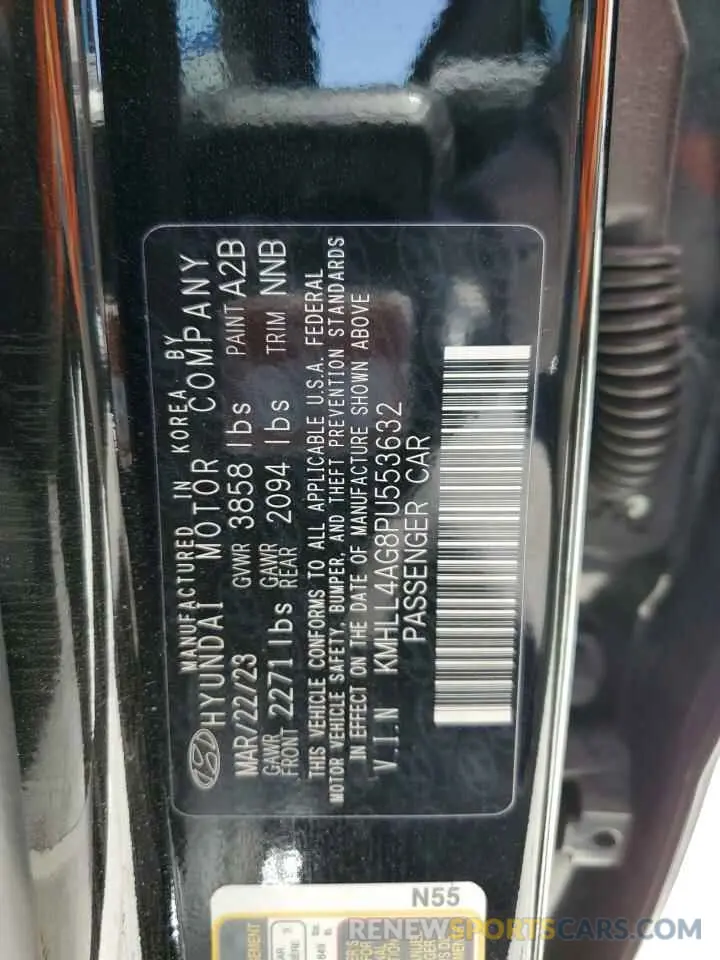 MANUFACTURED IN KOREA BY
HYUNDAI MOTOR COMPANY
MAR/22/23 GVWR 3858 lbs PAINT A2B
GAWR FRONT 2271 lbs GAWR REAR 2094 lbs TRIM NNB
THIS VEHICLE CONFORMS TO ALL APPLICABLE U.S.A. FEDERAL
MOTOR VEHICLE SAFETY, BUMPER, AND THEFT PREVENTION STANDARDS
IN EFFECT ON THE DATE OF MANUFACTURE SHOWN ABOVE
V.I.N KMHLL4AG8PU553632
PASSENGER CAR
N55
RENEWSPORTSCARS.COM